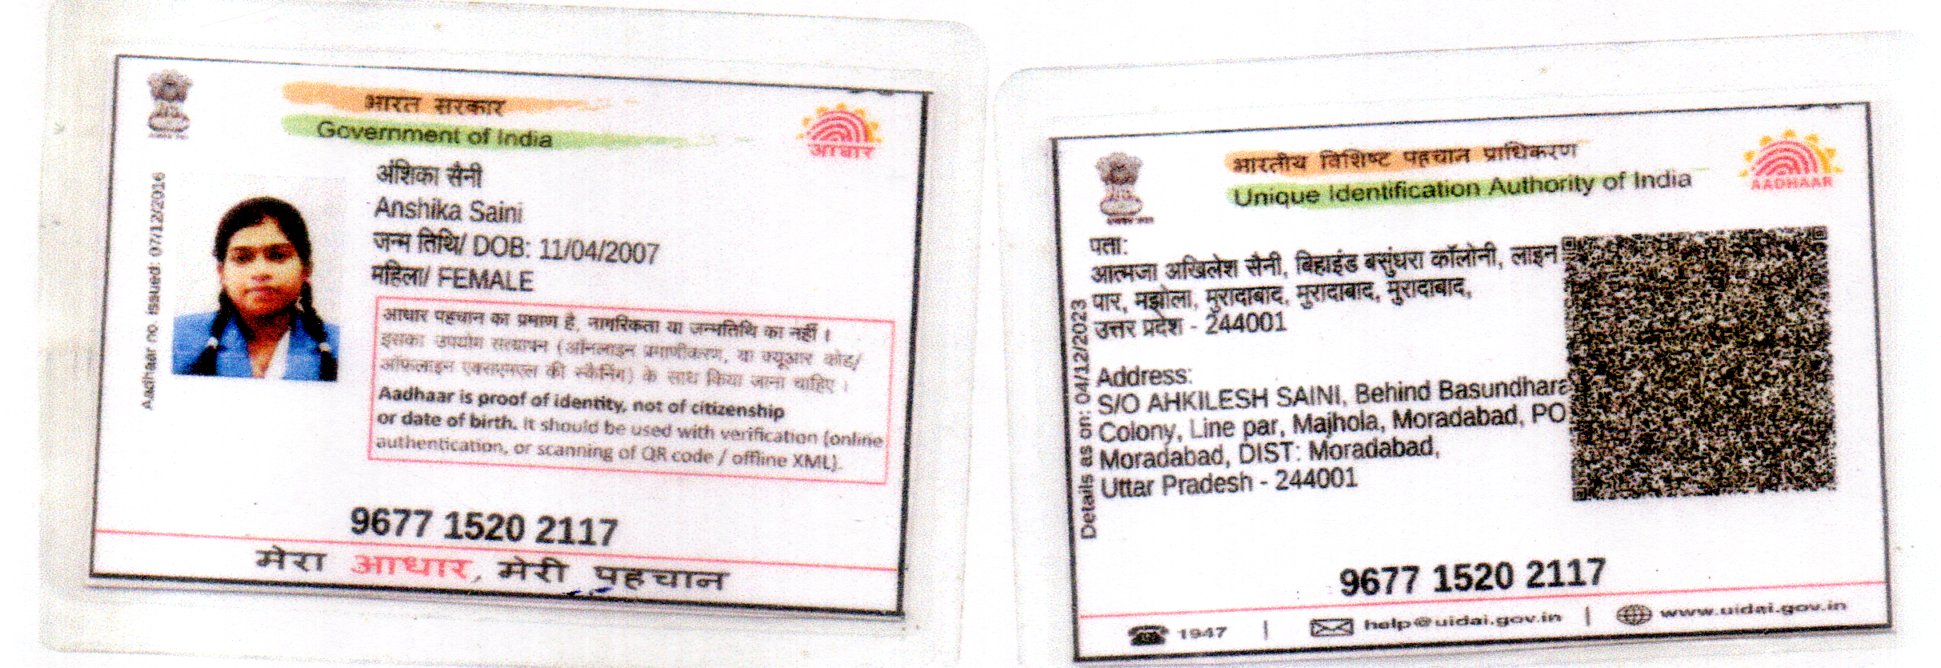 भारत सरकार
Government of India
आधार
Aadhaar no. issued: 07/12/2016
अंशिका सैनी
Anshika Saini
जन्म तिथि/ DOB: 11/04/2007
महिला/ FEMALE
आधार पहचान का प्रमाण है, नागरिकता या जन्मतिथि का नहीं ।
इसका उपयोग सत्यापन (ऑनलाइन प्रमाणीकरण, या क्यूआर कोड/
ऑफलाइन एक्सएमएल की स्कैनिंग) के साथ किया जाना चाहिए ।
Aadhaar is proof of identity, not of citizenship
or date of birth. It should be used with verification (online
authentication, or scanning of QR code / offline XML).
9677 1520 2117
मेरा आधार, मेरी पहचान
भारतीय विशिष्ट पहचान प्राधिकरण
Unique Identification Authority of India
AADHAAR
Details as on: 04/12/2023
पता:
आत्मजा अखिलेश सैनी, बिहाइंड बसुंधरा कॉलोनी, लाइन
पार, मझोला, मुरादाबाद, मुरादाबाद, मुरादाबाद,
उत्तर प्रदेश - 244001
Address:
S/O AHKILESH SAINI, Behind Basundhara
Colony, Line par, Majhola, Moradabad, PO:
Moradabad, DIST: Moradabad,
Uttar Pradesh - 244001
9677 1520 2117
1947 | help@uidai.gov.in | www.uidai.gov.in